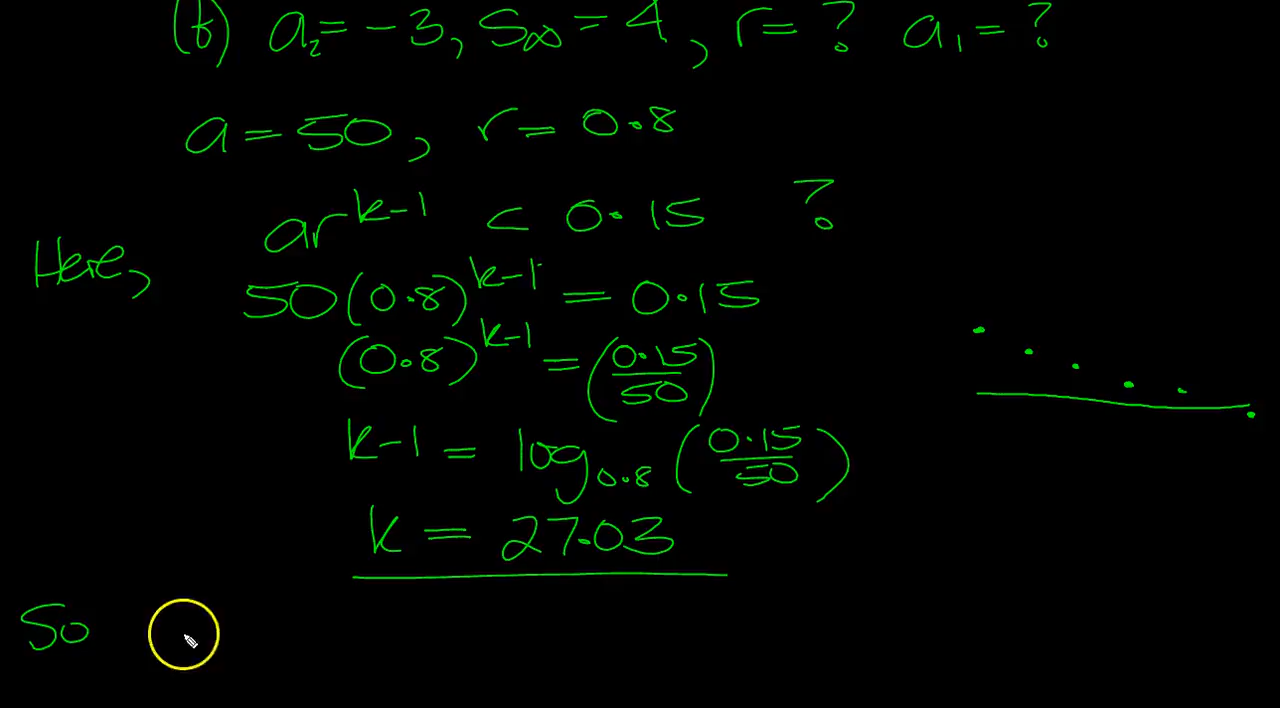 (b) a₂ = -3, S∞ = 4, r = ? a₁ = ?
a = 50, r = 0.8
ar^(k-1) < 0.15 ?
Here,
50(0.8)^(k-1) = 0.15
(0.8)^(k-1) = (0.15/50)
k-1 = log₀.₈ (0.15/50)
k = 27.03
So